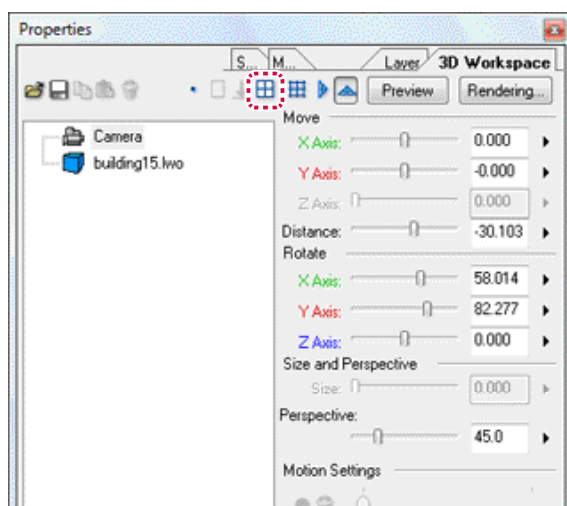 Properties
S... M... Layer 3D Workspace
Preview Rendering...
Camera
building15.lwo
Move
X Axis: 0.000
Y Axis: -0.000
Z Axis: 0.000
Distance: -30.103
Rotate
X Axis: 58.014
Y Axis: 82.277
Z Axis: 0.000
Size and Perspective
Size: 0.000
Perspective:
45.0
Motion Settings